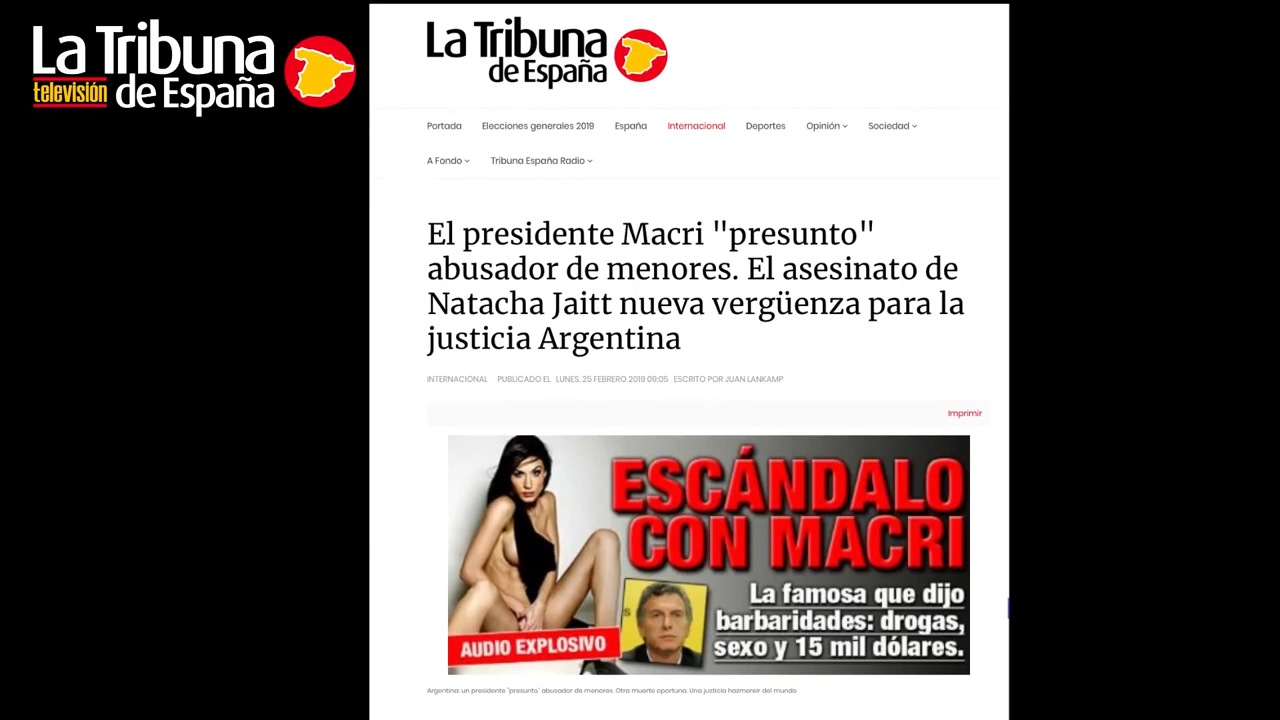 La Tribuna
televisión de España
La Tribuna
de España
Portada Elecciones generales 2019 España Internacional Deportes Opinión Sociedad
A Fondo Tribuna España Radio
El presidente Macri "presunto"
abusador de menores. El asesinato de
Natacha Jaitt nueva vergüenza para la
justicia Argentina
INTERNACIONAL PUBLICADO EL LUNES, 25 FEBRERO 2019 09:05 ESCRITO POR JUAN LANKAMP
Imprimir
ESCÁNDALO
CON MACRI
La famosa que dijo
barbaridades: drogas,
sexo y 15 mil dólares.
AUDIO EXPLOSIVO
Argentina: un presidente "presunto" abusador de menores. Otra muerte oportuna. Una justicia hazmereir del mundo